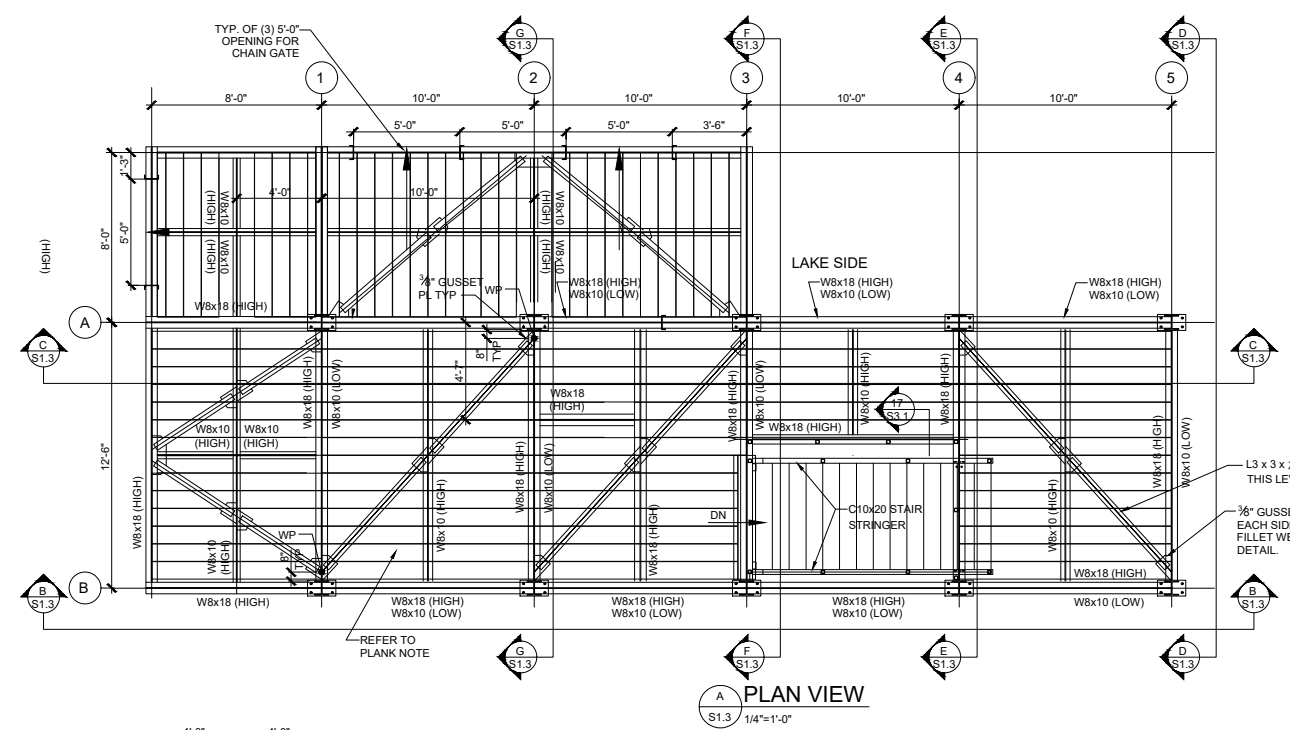 TYP. OF (3) 5'-0"
OPENING FOR
CHAIN GATE
G
S1.3
F
S1.3
E
S1.3
D
S1.3
1
2
3
4
5
8'-0"
10'-0"
10'-0"
10'-0"
10'-0"
5'-0"
5'-0"
5'-0"
3'-6"
1'-3"
5'-0"
8'-0"
(HIGH)
4'-0"
10'-0"
W8x10
(HIGH)
W8x10
(HIGH)
W8x10
(HIGH)
W8x10
(HIGH)
3/8" GUSSET
PL TYP
WP
W8x18 (HIGH)
W8x18 (HIGH)
W8x10 (LOW)
LAKE SIDE
W8x18 (HIGH)
W8x10 (LOW)
W8x18 (HIGH)
W8x10 (LOW)
A
C
S1.3
C
S1.3
8"
TYP
4'-7"
W8x18 (HIGH)
W8x10 (LOW)
W8x18
(HIGH)
W8x18 (HIGH)
W8x10 (LOW)
W8x10 (HIGH)
W8x18 (HIGH)
17
S3.1
W8x18 (HIGH)
W8x10
(HIGH)
W8x10
(HIGH)
12'-6"
W8x18 (HIGH)
W8x10
(HIGH)
WP
8"
TYP
W8x10 (HIGH)
W8x18 (HIGH)
W8x10 (LOW)
W8x18 (HIGH)
DN
C10x20 STAIR
STRINGER
W8x10 (HIGH)
W8x18 (HIGH)
W8x10 (LOW)
L3 x 3 x
THIS LEV
3/8" GUSSE
EACH SID
FILLET WE
DETAIL.
B
B
S1.3
B
S1.3
W8x18 (HIGH)
W8x18 (HIGH)
W8x18 (HIGH)
W8x10 (LOW)
W8x18 (HIGH)
W8x10 (LOW)
W8x18 (HIGH)
W8x10 (LOW)
W8x10 (LOW)
REFER TO
PLANK NOTE
G
S1.3
F
S1.3
E
S1.3
D
S1.3
A
S1.3
PLAN VIEW
1/4"=1'-0"